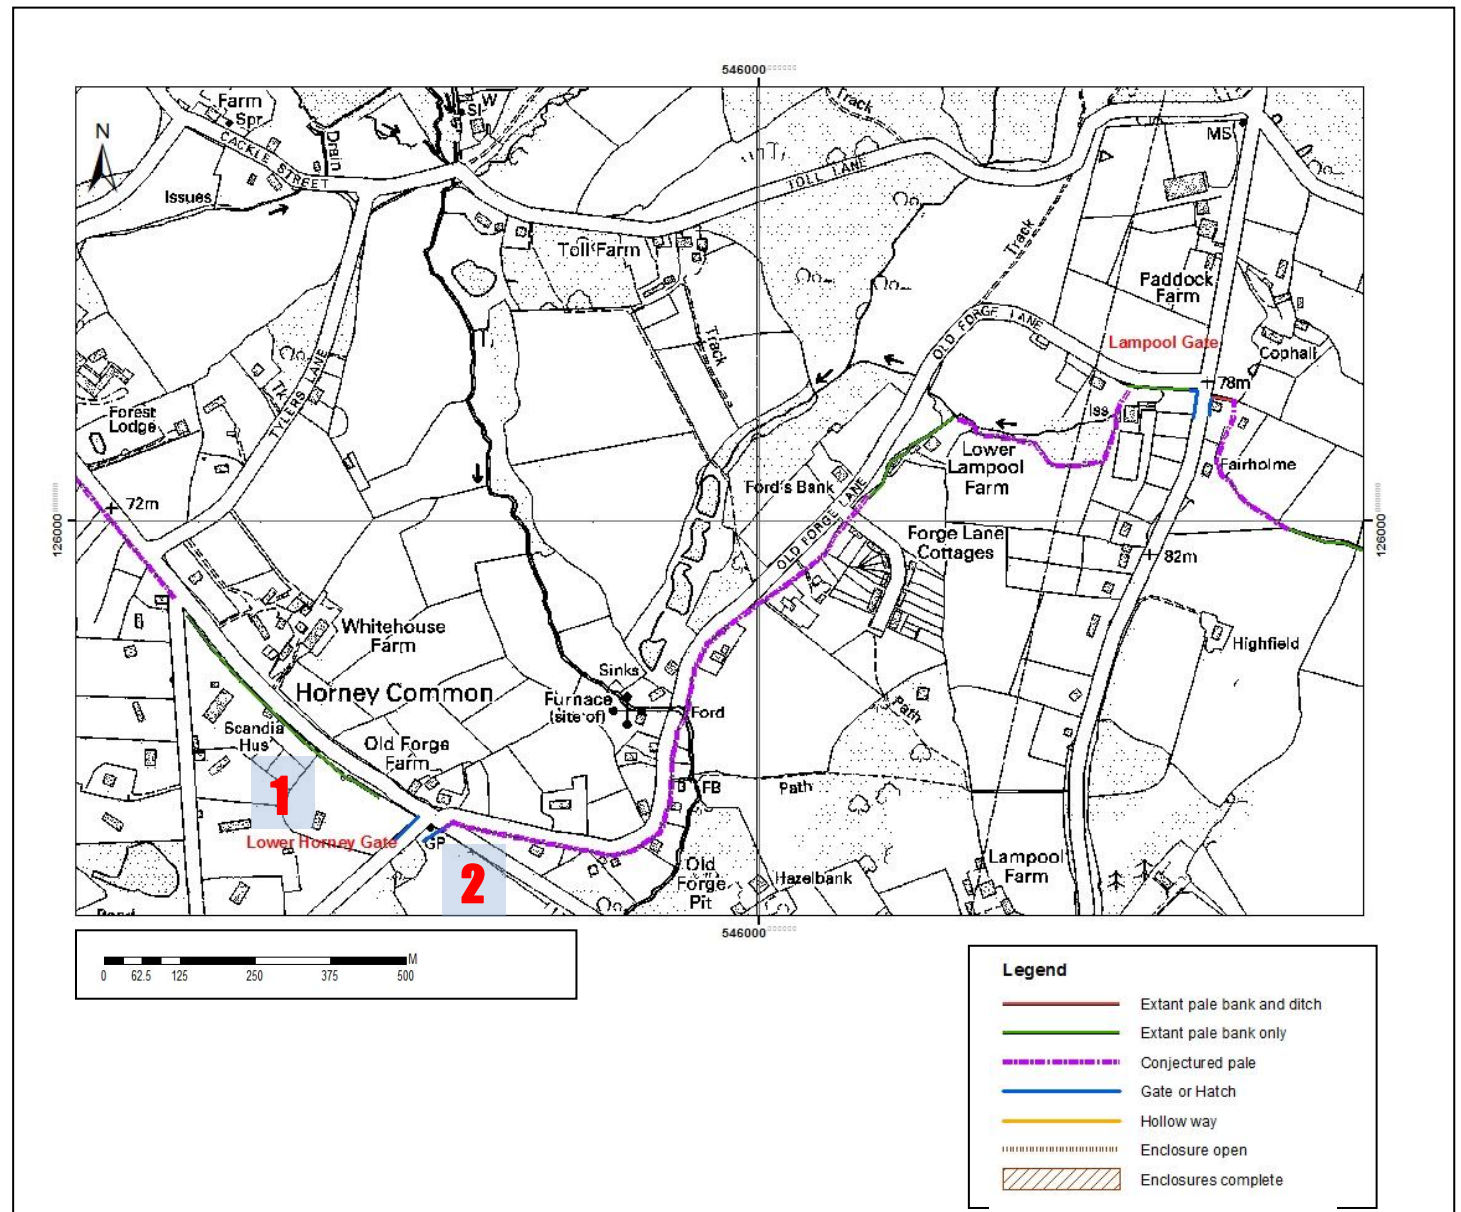 546000
N
Farm
Spr
Drain
SI
W
Track
MS
CACKLE STREET
TOLL LANE
Issues
Toll Farm
Track
Paddock
Farm
OLD FORGE LANE
Lampool Gate
Cophall
Track
TYLERS LANE
Tk
78m
Forest
Lodge
Iss
Lower
Lampool
Farm
Fairholme
72m
Ford's Bank
126000
126000
OLD FORGE LANE
Forge Lane
Cottages
82m
Whitehouse
Farm
Highfield
Sinks
Horney Common
Furnace
(site of)
Ford
Path
Scandia
Hus
Old Forge
Farm
1
FB
Path
Lower Horney Gate
GP
2
Old
Forge
Pit
Hazelbank
Lampool
Farm
546000
M
0 62.5 125 250 375 500
Legend
Extant pale bank and ditch
Extant pale bank only
Conjectured pale
Gate or Hatch
Hollow way
Enclosure open
Enclosures complete